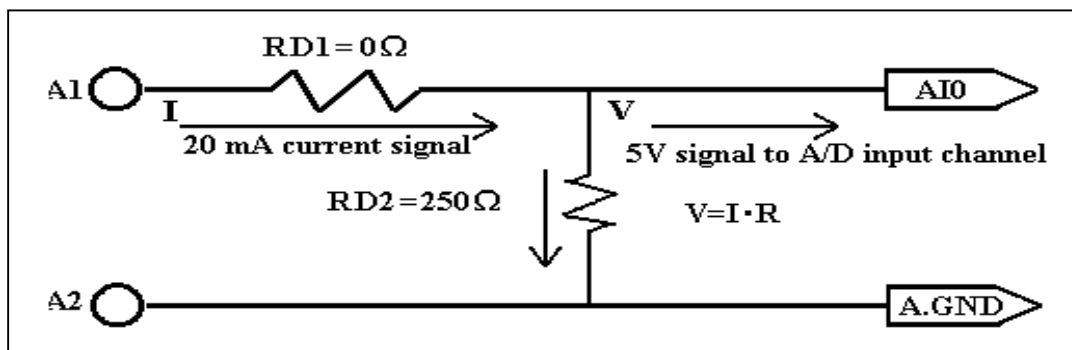 RD1=0Ω
A1
AI0
I
V
20 mA current signal
5V signal to A/D input channel
RD2=250Ω
V=I·R
A2
A.GND